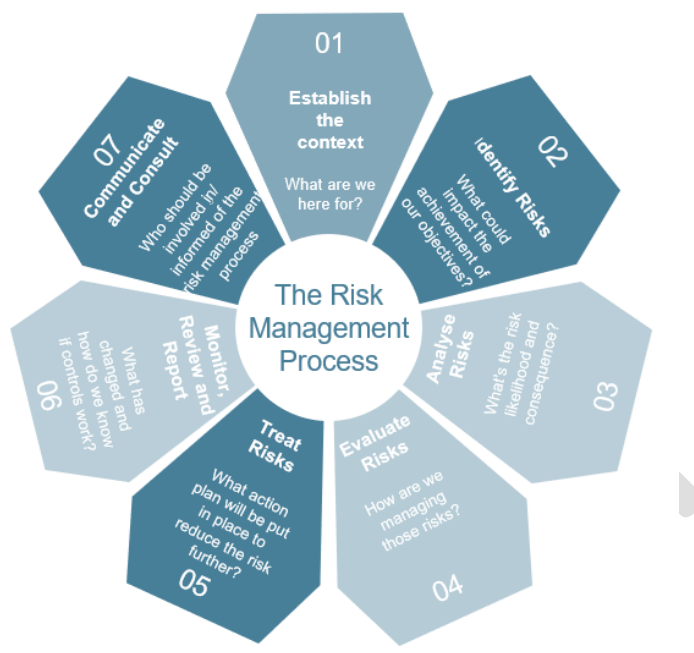 01
Establish
the
context
What are we
here for?
02
Identify Risks
What could
impact the
achievement of
our objectives?
03
Analyse
Risks
What's the risk
likelihood and
consequence?
04
Evaluate
Risks
How are we
managing
those risks?
05
Treat
Risks
What action
plan will be put
in place to
reduce the risk
further?
06
Monitor,
Review and
Report
What has
changed and
how do we know
if controls work?
07
Communicate
and Consult
Who should be
involved in/
informed of the
risk management
process
The Risk
Management
Process